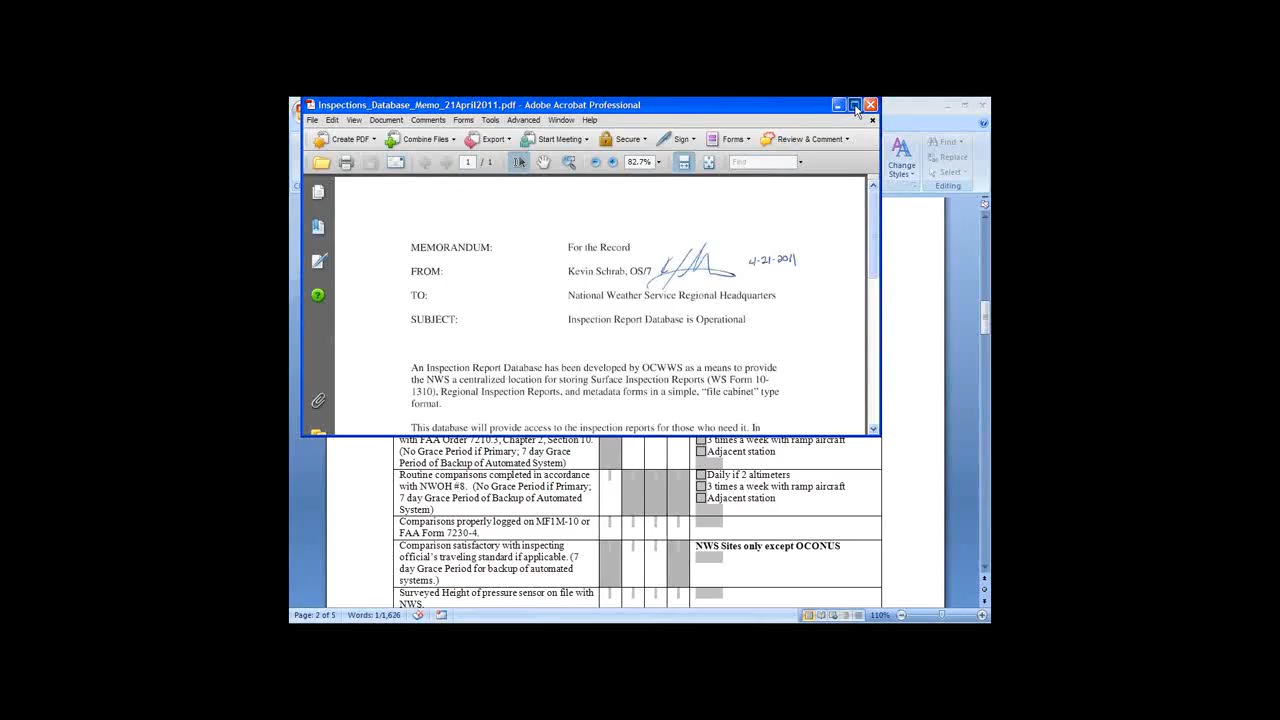 Inspections_Database_Memo_21April2011.pdf - Adobe Acrobat Professional
File Edit View Document Comments Forms Tools Advanced Window Help
Create PDF Combine Files Export Start Meeting Secure Sign Forms Review & Comment
1 / 1 82.7% Find
Find
Replace
Select
Change
Styles
Editing
MEMORANDUM: For the Record
FROM: Kevin Schrab, OS/7 4-21-2011
TO: National Weather Service Regional Headquarters
SUBJECT: Inspection Report Database is Operational
An Inspection Report Database has been developed by OCWWS as a means to provide
the NWS a centralized location for storing Surface Inspection Reports (WS Form 10-
1310), Regional Inspection Reports, and metadata forms in a simple, “file cabinet” type
format.
This database will provide access to the inspection reports for those who need it. In
with FAA Order 7210.3, Chapter 2, Section 10.
(No Grace Period if Primary; 7 day Grace
Period of Backup of Automated System)
3 times a week with ramp aircraft
Adjacent station
Routine comparisons completed in accordance
with NWOH #8. (No Grace Period if Primary;
7 day Grace Period of Backup of Automated
System)
Daily if 2 altimeters
3 times a week with ramp aircraft
Adjacent station
Comparisons properly logged on MF1M-10 or
FAA Form 7230-4.
Comparison satisfactory with inspecting
official’s traveling standard if applicable. (7
day Grace Period for backup of automated
systems.)
NWS Sites only except OCONUS
Surveyed Height of pressure sensor on file with
NWS.
Page: 2 of 5 Words: 1/1,626 110%